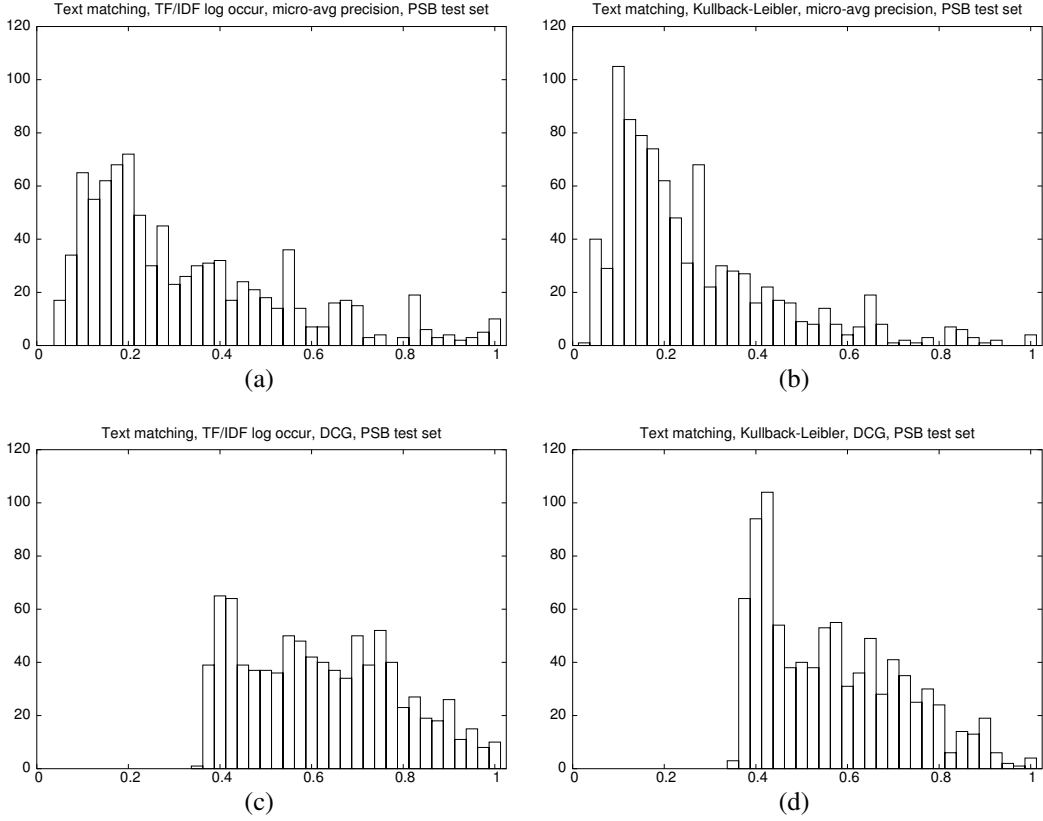 Text matching, TF/IDF log occur, micro-avg precision, PSB test set
120
100
80
60
40
20
0
0 0.2 0.4 0.6 0.8 1
(a)
Text matching, Kullback-Leibler, micro-avg precision, PSB test set
120
100
80
60
40
20
0
0 0.2 0.4 0.6 0.8 1
(b)
Text matching, TF/IDF log occur, DCG, PSB test set
120
100
80
60
40
20
0
0 0.2 0.4 0.6 0.8 1
(c)
Text matching, Kullback-Leibler, DCG, PSB test set
120
100
80
60
40
20
0
0 0.2 0.4 0.6 0.8 1
(d)